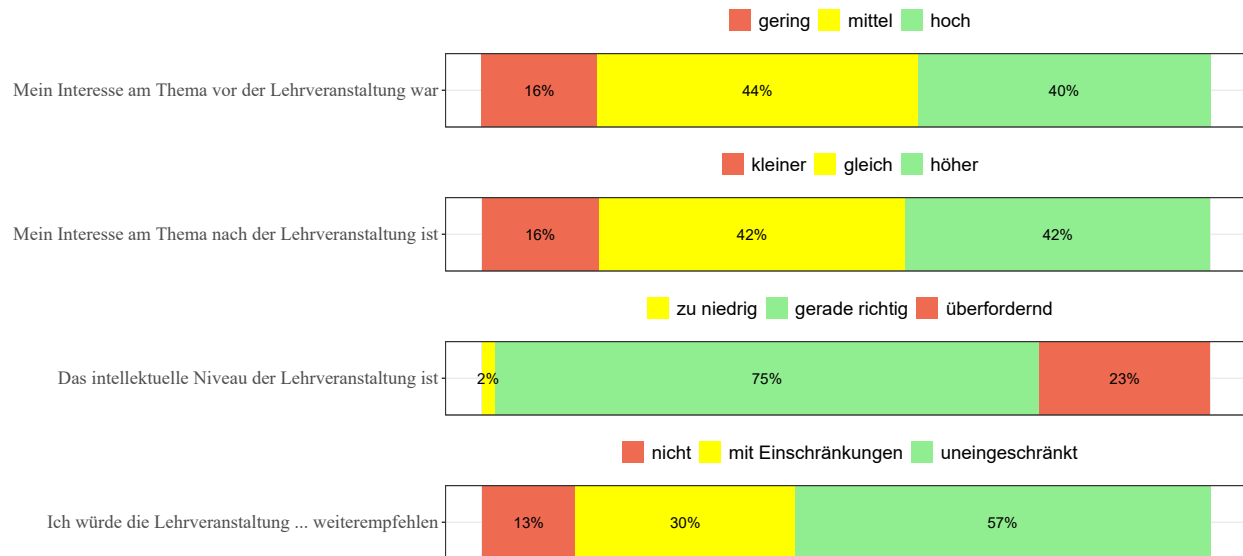 gering mittel hoch
Mein Interesse am Thema vor der Lehrveranstaltung war 16% 44% 40%
kleiner gleich höher
Mein Interesse am Thema nach der Lehrveranstaltung ist 16% 42% 42%
zu niedrig gerade richtig überfordernd
Das intellektuelle Niveau der Lehrveranstaltung ist 2% 75% 23%
nicht mit Einschränkungen uneingeschränkt
Ich würde die Lehrveranstaltung ... weiterempfehlen 13% 30% 57%